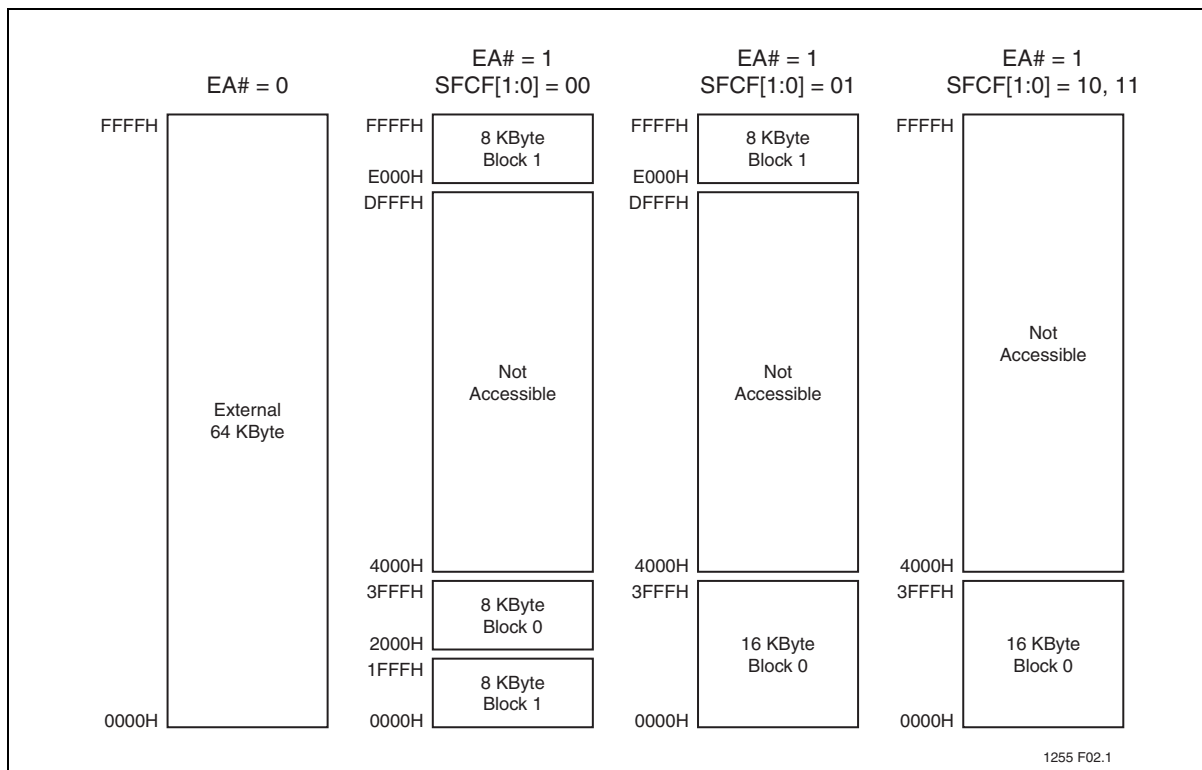 EA# = 0
FFFFH
External
64 KByte
0000H
EA# = 1
SFCF[1:0] = 00
FFFFH
8 KByte
Block 1
E000H
DFFFH
Not
Accessible
4000H
3FFFH
8 KByte
Block 0
2000H
1FFFH
8 KByte
Block 1
0000H
EA# = 1
SFCF[1:0] = 01
FFFFH
8 KByte
Block 1
E000H
DFFFH
Not
Accessible
4000H
3FFFH
16 KByte
Block 0
0000H
EA# = 1
SFCF[1:0] = 10, 11
FFFFH
Not
Accessible
4000H
3FFFH
16 KByte
Block 0
0000H
1255 F02.1